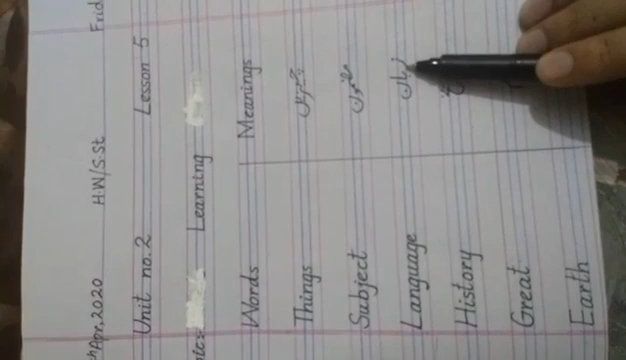 Apr, 2020 H.W/S.St Frid
Unit no. 2 Lesson 5
Learning
Words Meanings
Things چیزیں
Subject مضمون
Language زبان
History
Great
Earth